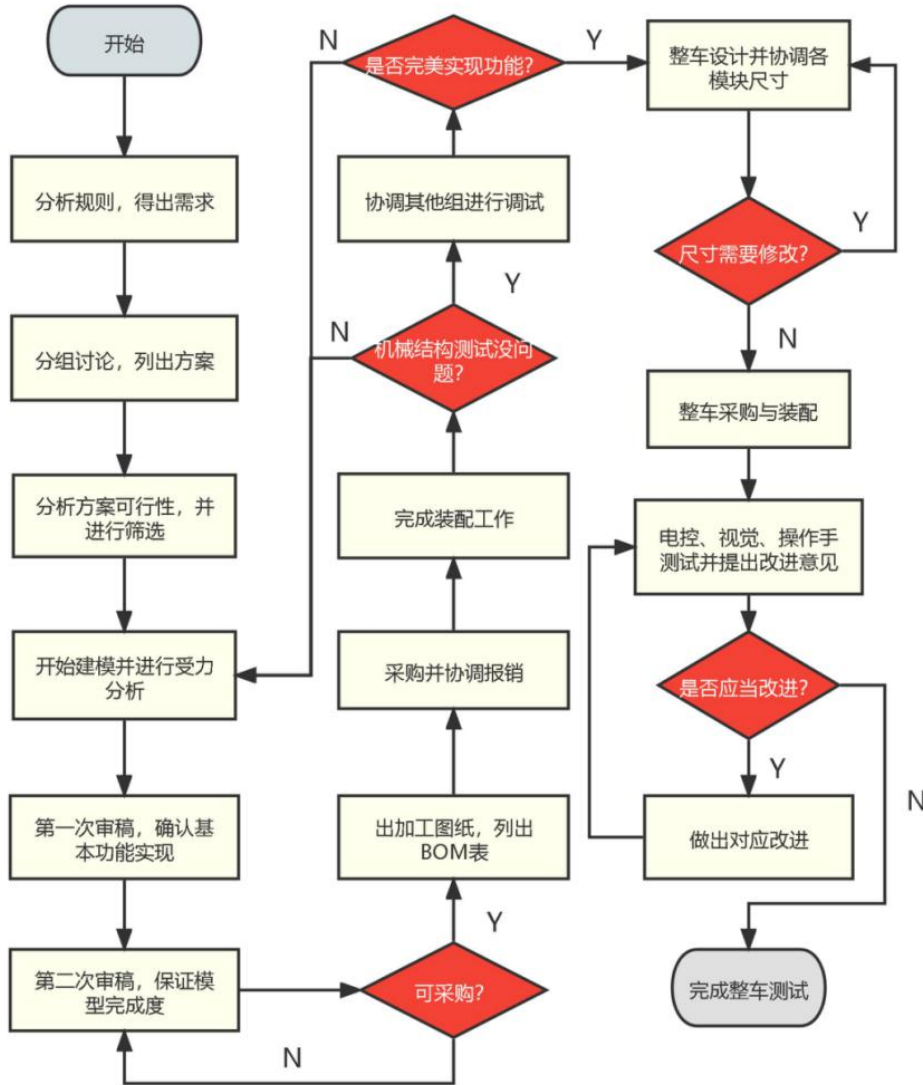 开始
分析规则，得出需求
分组讨论，列出方案
分析方案可行性，并
进行筛选
开始建模并进行受力
分析
第一次审稿，确认基
本功能实现
第二次审稿，保证模
型完成度
可采购？
N
Y
出加工图纸，列出
BOM表
采购并协调报销
完成装配工作
机械结构测试没问
题？
N
Y
协调其他组进行调试
是否完美实现功能？
N
Y
整车设计并协调各
模块尺寸
尺寸需要修改？
Y
N
整车采购与装配
电控、视觉、操作手
测试并提出改进意见
是否应当改进？
Y
N
做出对应改进
完成整车测试